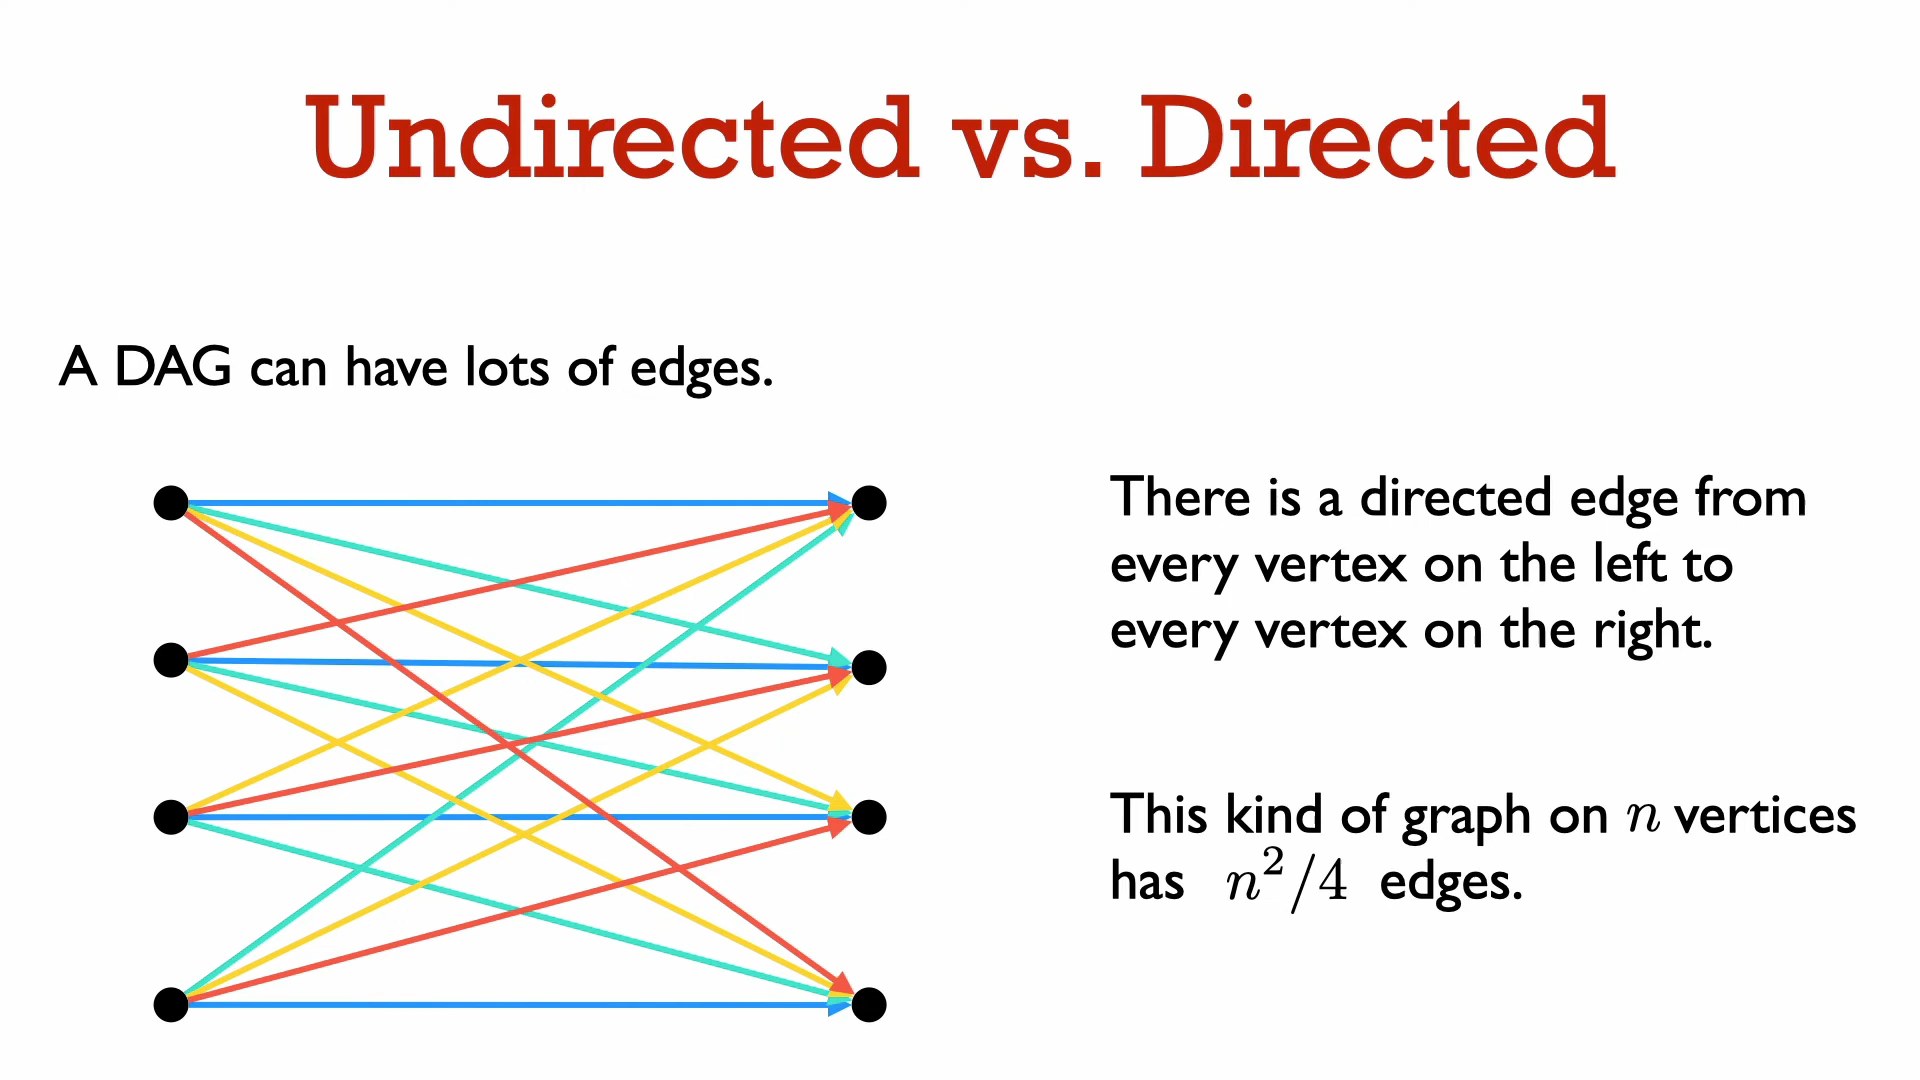 Undirected vs. Directed
A DAG can have lots of edges.
There is a directed edge from
every vertex on the left to
every vertex on the right.
This kind of graph on n vertices
has n²/4 edges.